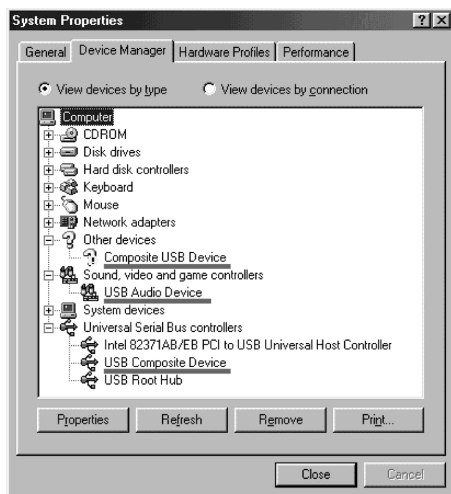 System Properties
General Device Manager Hardware Profiles Performance
View devices by type View devices by connection
Computer
CDROM
Disk drives
Hard disk controllers
Keyboard
Mouse
Network adapters
Other devices
Composite USB Device
Sound, video and game controllers
USB Audio Device
System devices
Universal Serial Bus controllers
Intel 82371AB/EB PCI to USB Universal Host Controller
USB Composite Device
USB Root Hub
Properties Refresh Remove Print...
Close Cancel